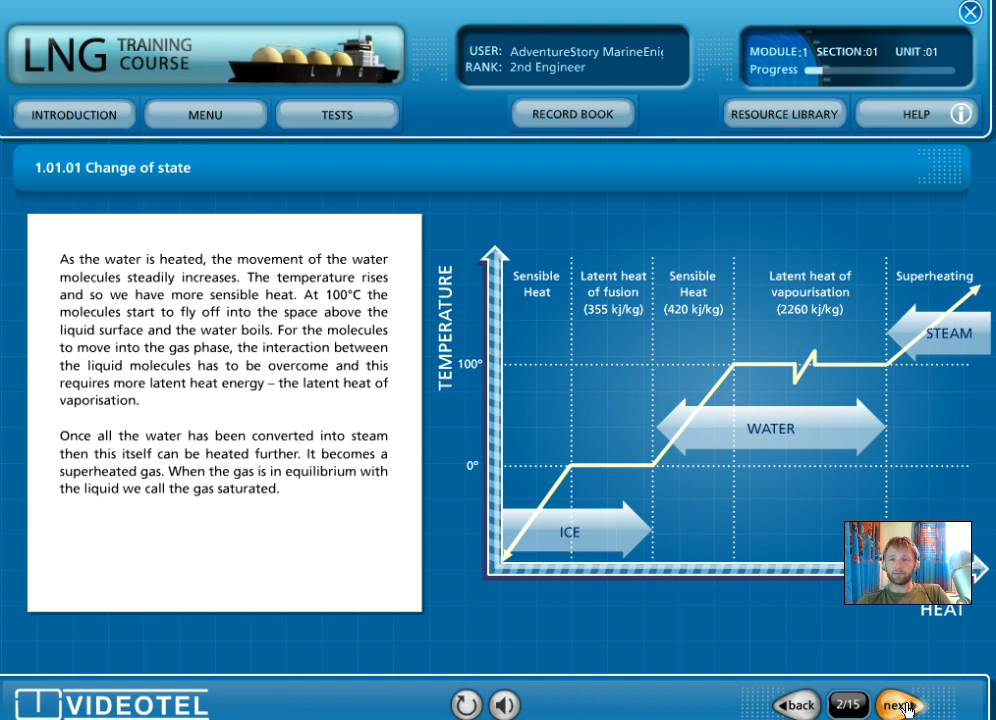 LNG TRAINING COURSE
L N G
USER: AdventureStory MarineEnig
RANK: 2nd Engineer
MODULE:1 SECTION:01 UNIT:01
Progress
INTRODUCTION
MENU
TESTS
RECORD BOOK
RESOURCE LIBRARY
HELP
i
1.01.01 Change of state
As the water is heated, the movement of the water
molecules steadily increases. The temperature rises
and so we have more sensible heat. At 100°C the
molecules start to fly off into the space above the
liquid surface and the water boils. For the molecules
to move into the gas phase, the interaction between
the liquid molecules has to be overcome and this
requires more latent heat energy – the latent heat of
vaporisation.
Once all the water has been converted into steam
then this itself can be heated further. It becomes a
superheated gas. When the gas is in equilibrium with
the liquid we call the gas saturated.
TEMPERATURE
Sensible
Heat
Latent heat
of fusion
(355 kj/kg)
Sensible
Heat
(420 kj/kg)
Latent heat of
vapourisation
(2260 kj/kg)
Superheating
STEAM
100°
WATER
0°
ICE
HEAT
VIDEOTEL
back
2/15
next